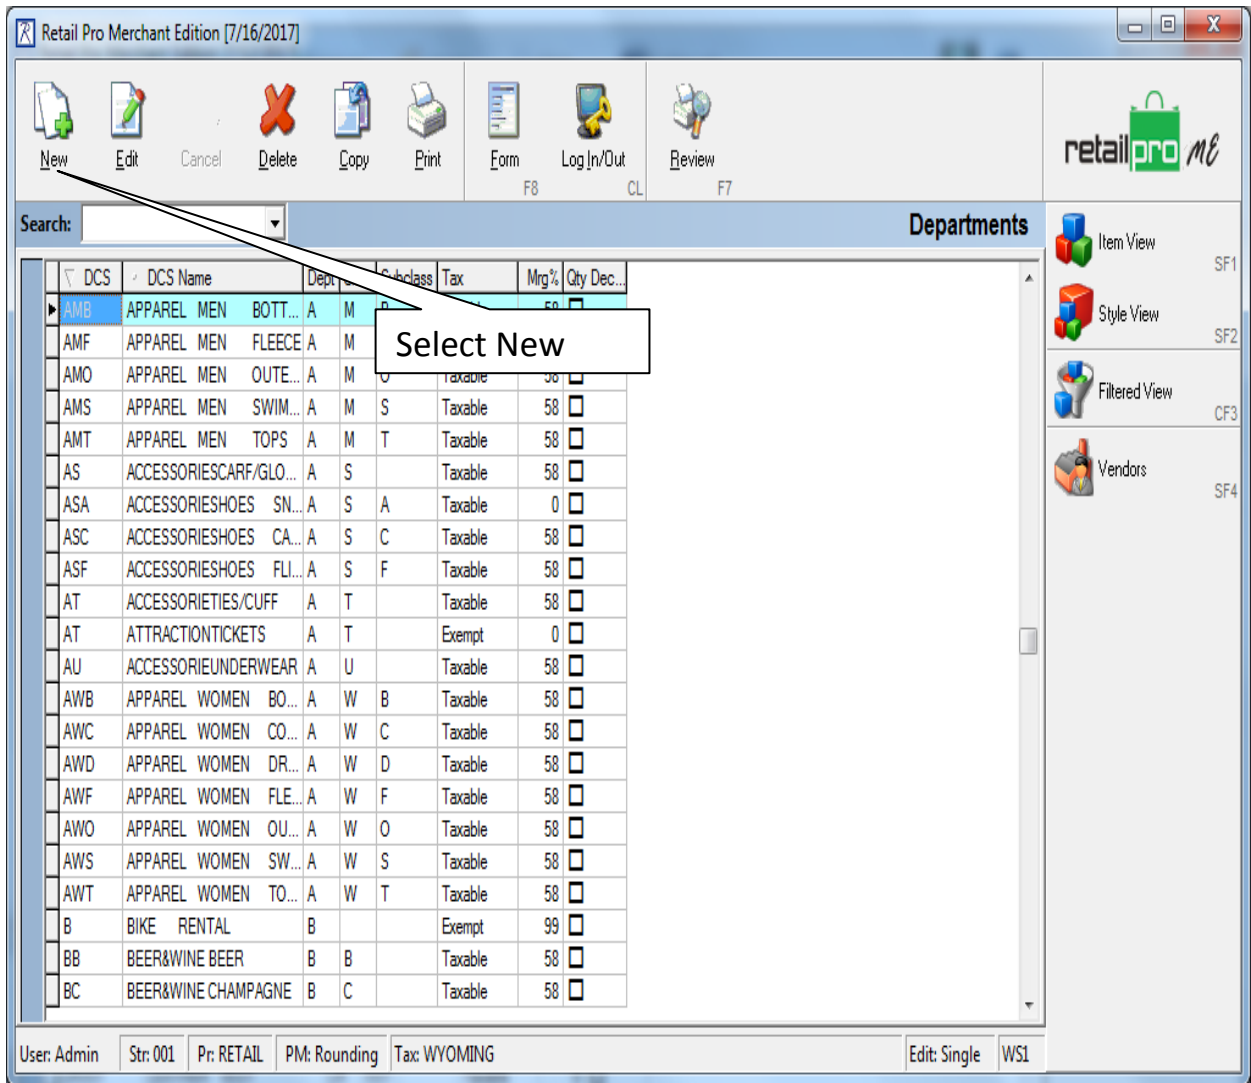 Retail Pro Merchant Edition [7/16/2017]
New Edit Cancel Delete Copy Print Form Log In/Out Review
F8 CL F7
retail pro ME
Search: Departments
DCS DCS Name Dept Subclass Tax Mrg% Qty Dec...
AMB APPAREL MEN BOTT... A M 58
Select New
AMF APPAREL MEN FLEECE A M
AMO APPAREL MEN OUTE... A M O Taxable 58
AMS APPAREL MEN SWIM... A M S Taxable 58
AMT APPAREL MEN TOPS A M T Taxable 58
AS ACCESSORIESCARF/GLO... A S Taxable 58
ASA ACCESSORIESHOES SN... A S A Taxable 0
ASC ACCESSORIESHOES CA... A S C Taxable 58
ASF ACCESSORIESHOES FLI... A S F Taxable 58
AT ACCESSORIETIES/CUFF A T Taxable 58
AT ATTRACTIONTICKETS A T Exempt 0
AU ACCESSORIEUNDERWEAR A U Taxable 58
AWB APPAREL WOMEN BO... A W B Taxable 58
AWC APPAREL WOMEN CO... A W C Taxable 58
AWD APPAREL WOMEN DR... A W D Taxable 58
AWF APPAREL WOMEN FLE... A W F Taxable 58
AWO APPAREL WOMEN OU... A W O Taxable 58
AWS APPAREL WOMEN SW... A W S Taxable 58
AWT APPAREL WOMEN TO... A W T Taxable 58
B BIKE RENTAL B Exempt 99
BB BEER&WINE BEER B B Taxable 58
BC BEER&WINE CHAMPAGNE B C Taxable 58
Item View
SF1
Style View
SF2
Filtered View
CF3
Vendors
SF4
User: Admin Str: 001 Pr: RETAIL PM: Rounding Tax: WYOMING Edit: Single WS1